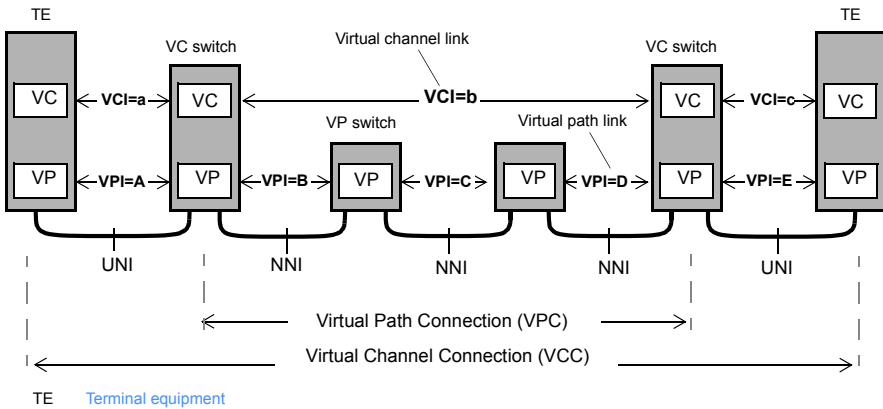 TE
TE
VC switch
Virtual channel link
VC switch
VC
VCI=a
VC
VCI=b
VC
VCI=c
VC
VP switch
Virtual path link
VP
VPI=A
VP
VPI=B
VP
VPI=C
VP
VPI=D
VP
VPI=E
VP
UNI
NNI
NNI
NNI
UNI
Virtual Path Connection (VPC)
Virtual Channel Connection (VCC)
TE Terminal equipment